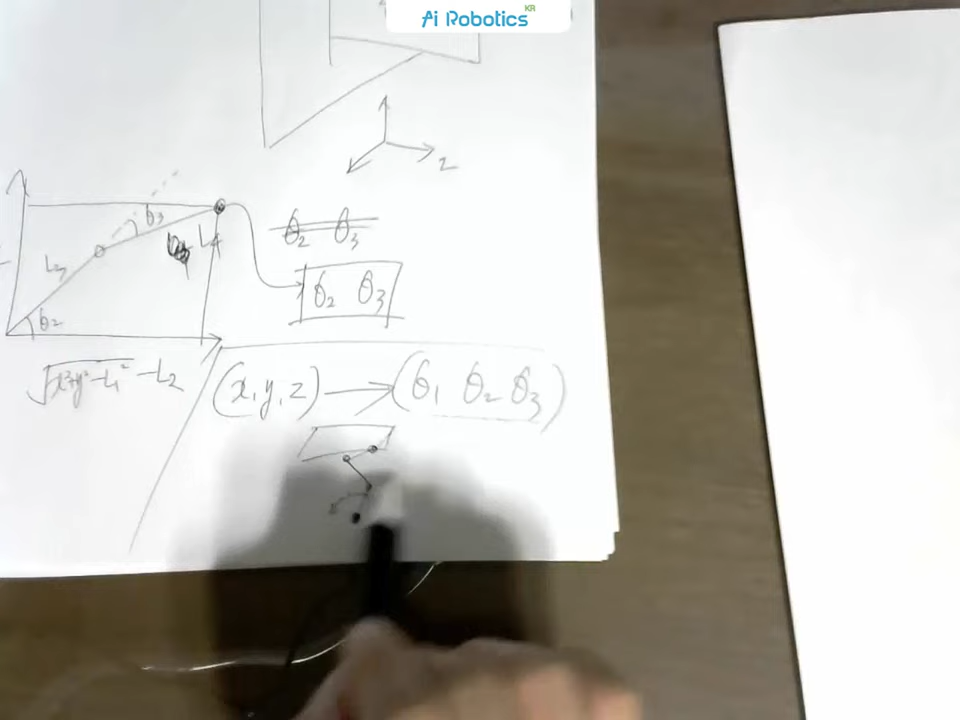 Ai Robotics KR
z
θ3
L4
L3
θ2
θ2 θ3
θ2 θ3
√x²+y²-L1² - L2
(x, y, z) → (θ1 θ2 θ3)